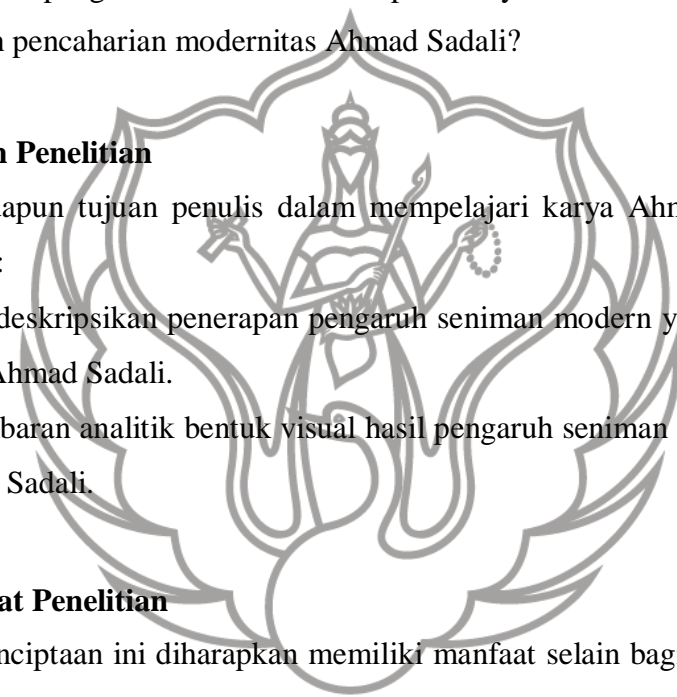 pencaharian modernitas Ahmad Sadali?
Penelitian
apun tujuan penulis dalam mempelajari karya Ahm
:
deskripsikan penerapan pengaruh seniman modern y
Ahmad Sadali.
baran analitik bentuk visual hasil pengaruh seniman
Sadali.
at Penelitian
nciptaan ini diharapkan memiliki manfaat selain bag